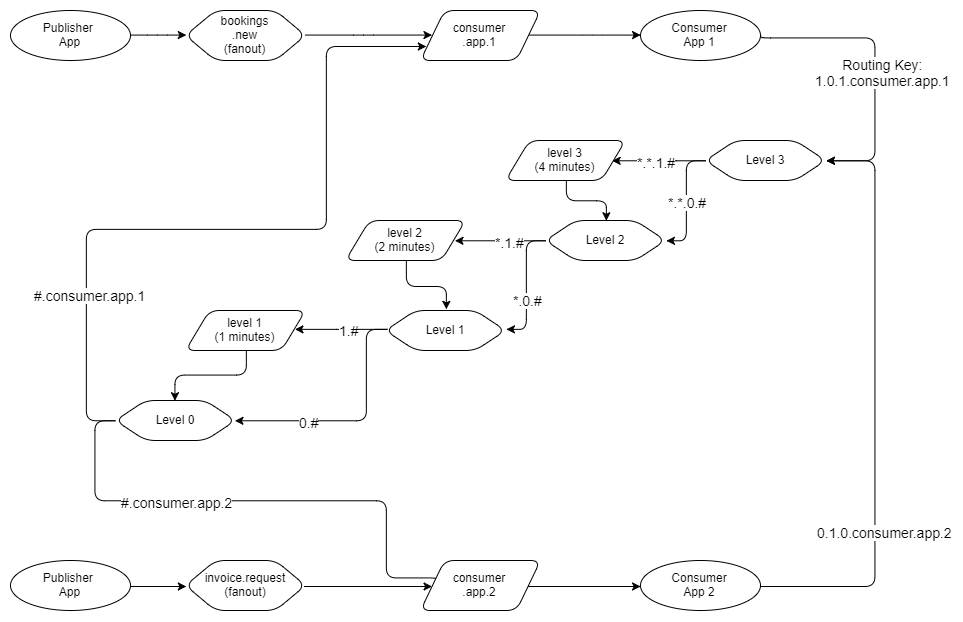 Publisher
App
bookings
.new
(fanout)
consumer
.app.1
Consumer
App 1
Routing Key:
1.0.1.consumer.app.1
level 3
(4 minutes)
*.*.1.#
Level 3
*.*.0.#
level 2
(2 minutes)
*.1.#
Level 2
#.consumer.app.1
*.0.#
level 1
(1 minutes)
1.#
Level 1
Level 0
0.#
#.consumer.app.2
0.1.0.consumer.app.2
Publisher
App
invoice.request
(fanout)
consumer
.app.2
Consumer
App 2